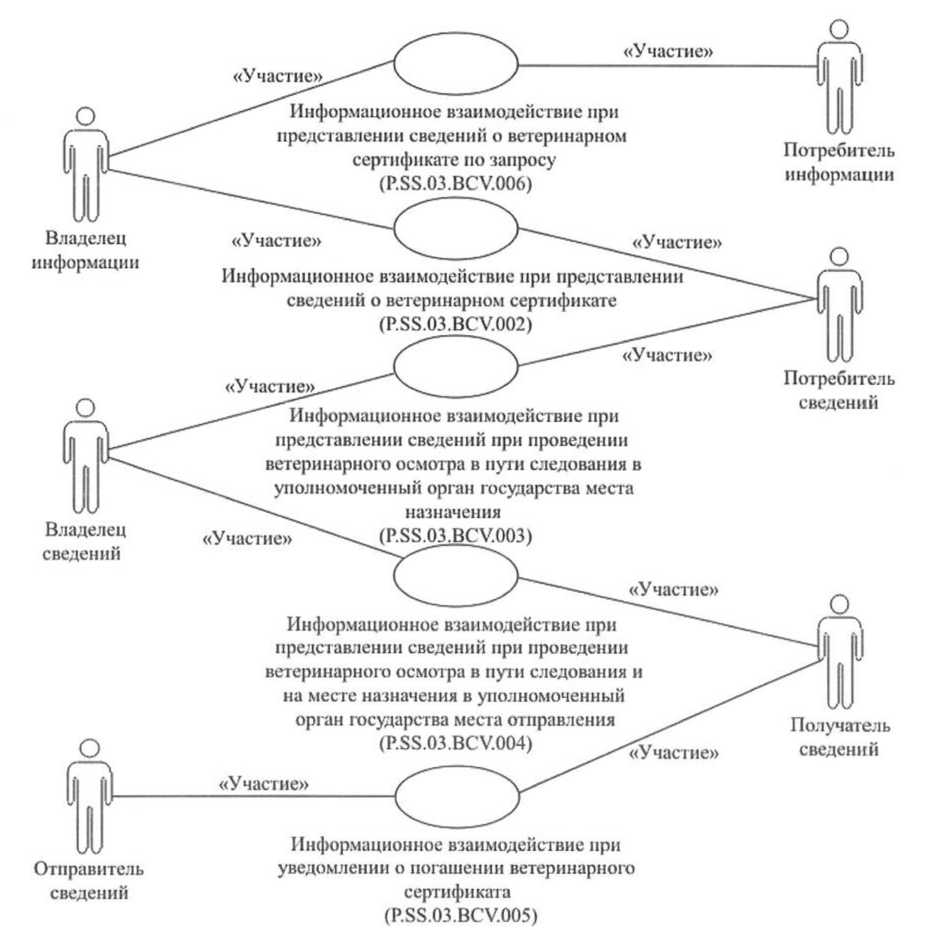 «Участие»
«Участие»
Информационное взаимодействие при
представлении сведений о ветеринарном
сертификате по запросу
(P.SS.03.BCV.006)
Потребитель
информации
Владелец
информации
«Участие»
«Участие»
Информационное взаимодействие при представлении
сведений о ветеринарном сертификате
(P.SS.03.BCV.002)
«Участие»
«Участие»
Потребитель
сведений
Информационное взаимодействие при
представлении сведений при проведении
ветеринарного осмотра в пути следования в
уполномоченный орган государства места
назначения
(P.SS.03.BCV.003)
Владелец
сведений
«Участие»
«Участие»
Информационное взаимодействие при
представлении сведений при проведении
ветеринарного осмотра в пути следования и
на месте назначения в уполномоченный
орган государства места отправления
(P.SS.03.BCV.004)
Получатель
сведений
«Участие»
«Участие»
Информационное взаимодействие при
уведомлении о погашении ветеринарного
сертификата
(P.SS.03.BCV.005)
Отправитель
сведений